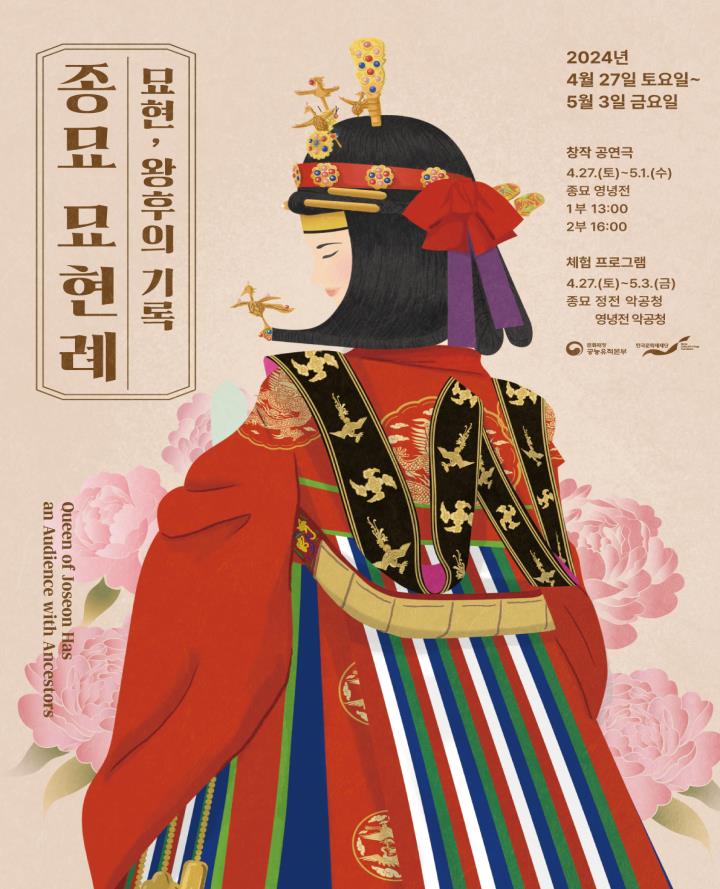 종묘 묘현례
묘현, 왕후의 기록
Queen of Joseon Has
an Audience with Ancestors
2024년
4월 27일 토요일~
5월 3일 금요일
창작 공연극
4.27.(토)~5.1.(수)
종묘 영녕전
1부 13:00
2부 16:00
체험 프로그램
4.27.(토)~5.3.(금)
종묘 정전 악공청
영녕전 악공청
문화재청
궁능유적본부
한국문화재재단